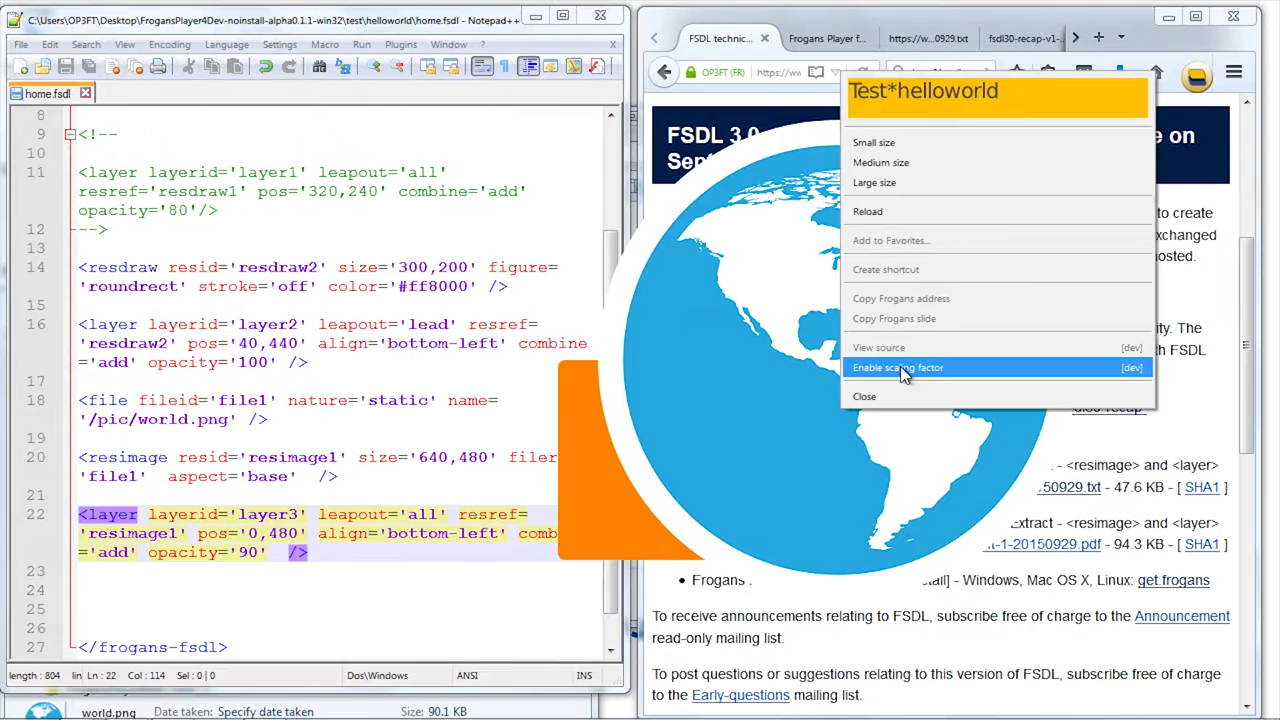 C:\Users\OP3FT\Desktop\FrogansPlayer4Dev-noinstall-alpha0.1.1-win32\test\helloworld\home.fsdl - Notepad++
File Edit Search View Encoding Language Settings Macro Run Plugins Window ? X
home.fsdl
8
9 <!--
10
11 <layer layerid='layer1' leapout='all'
resref='resdraw1' pos='320,240' combine='add'
opacity='80'/>
12 --->
13
14 <resdraw resid='resdraw2' size='300,200' figure=
'roundrect' stroke='off' color='#ff8000' />
15
16 <layer layerid='layer2' leapout='lead' resref=
'resdraw2' pos='40,440' align='bottom-left' combine
='add' opacity='100' />
17
18 <file fileid='file1' nature='static' name=
'/pic/world.png' />
19
20 <resimage resid='resimage1' size='640,480' filer
'file1' aspect='base' />
21
22 <layer layerid='layer3' leapout='all' resref=
'resimage1' pos='0,480' align='bottom-left' comb
='add' opacity='90' />
23
24
25
26
27 </frogans-fsdl>
length : 804 lin Ln : 22 Col : 114 Sel : 0 | 0 Dos\Windows ANSI INS
world.png Date taken: Specify date taken Size: 90.1 KB
FSDL technic... Frogans Player f... https://w...0929.txt fsdl30-recap-v1-
OP3FT (FR) https://ww
Test*helloworld
Small size
Medium size
Large size
Reload
Add to Favorites...
Create shortcut
Copy Frogans address
Copy Frogans slide
View source [dev]
Enable scaling factor [dev]
Close
FSDL 3.0 e on
Sept
to create
exchanged
osted.
ity. The
th FSDL
- <resimage> and <layer>
.150929.txt - 47.6 KB - [ SHA1 ]
Extract - <resimage> and <layer>
t-1-20150929.pdf - 94.3 KB - [ SHA1 ]
Frogans install] - Windows, Mac OS X, Linux: get.frogans
To receive announcements relating to FSDL, subscribe free of charge to the Announcement
read-only mailing list.
To post questions or suggestions relating to this version of FSDL, subscribe free of charge
to the Early-questions mailing list.